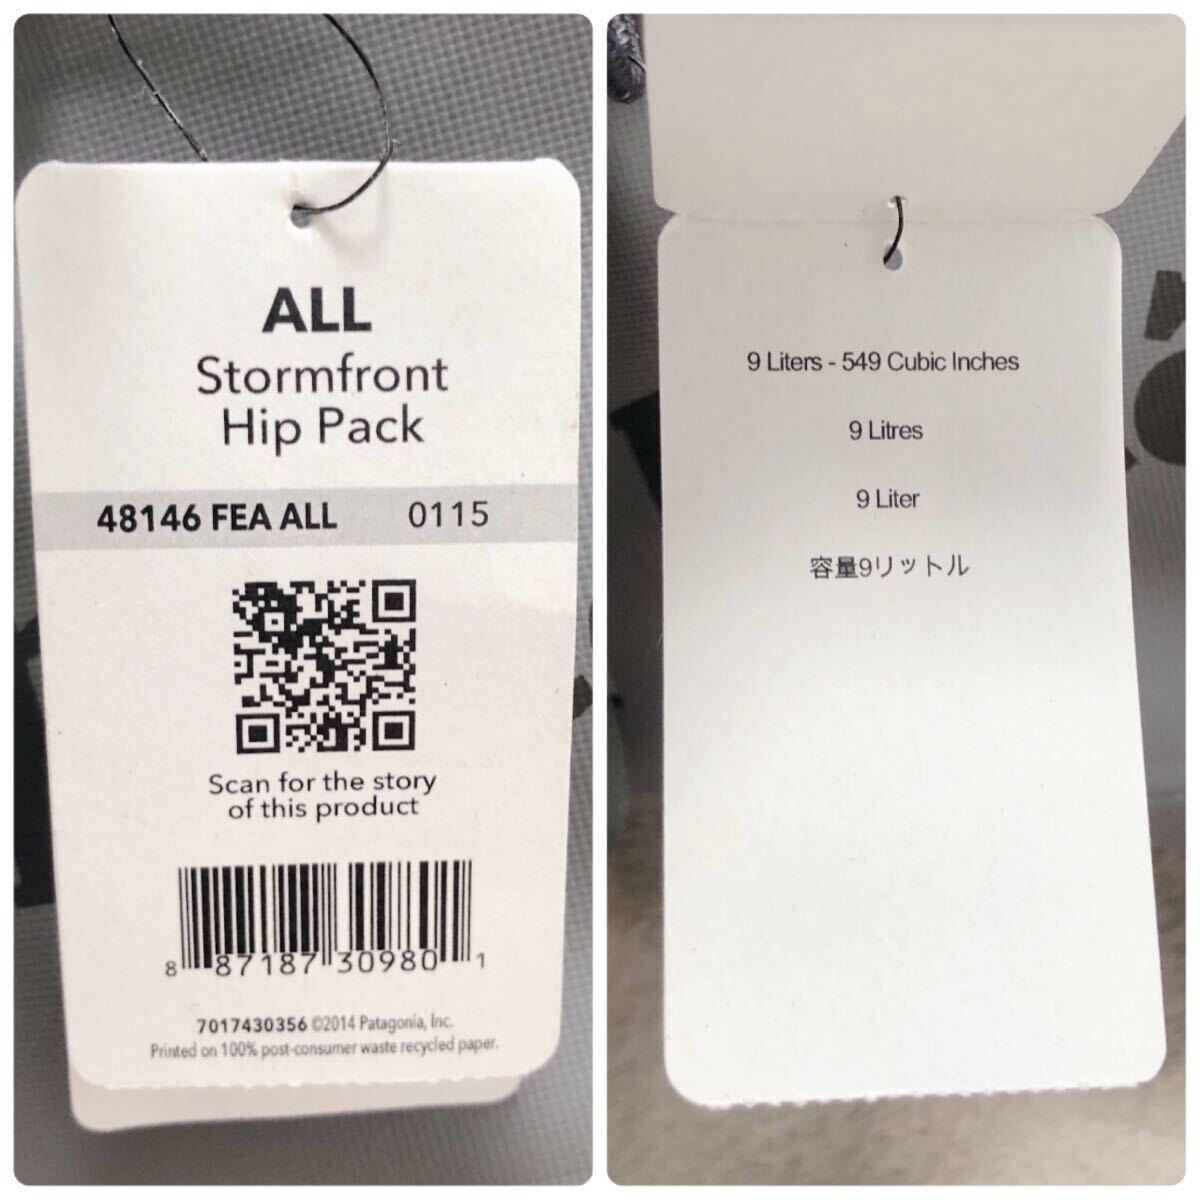 ALL
Stormfront
Hip Pack
48146 FEA ALL 0115
Scan for the story
of this product
8 87187 30980 1
7017430356 ©2014 Patagonia, Inc.
Printed on 100% post-consumer waste recycled paper.
9 Liters - 549 Cubic Inches
9 Litres
9 Liter
容量9リットル